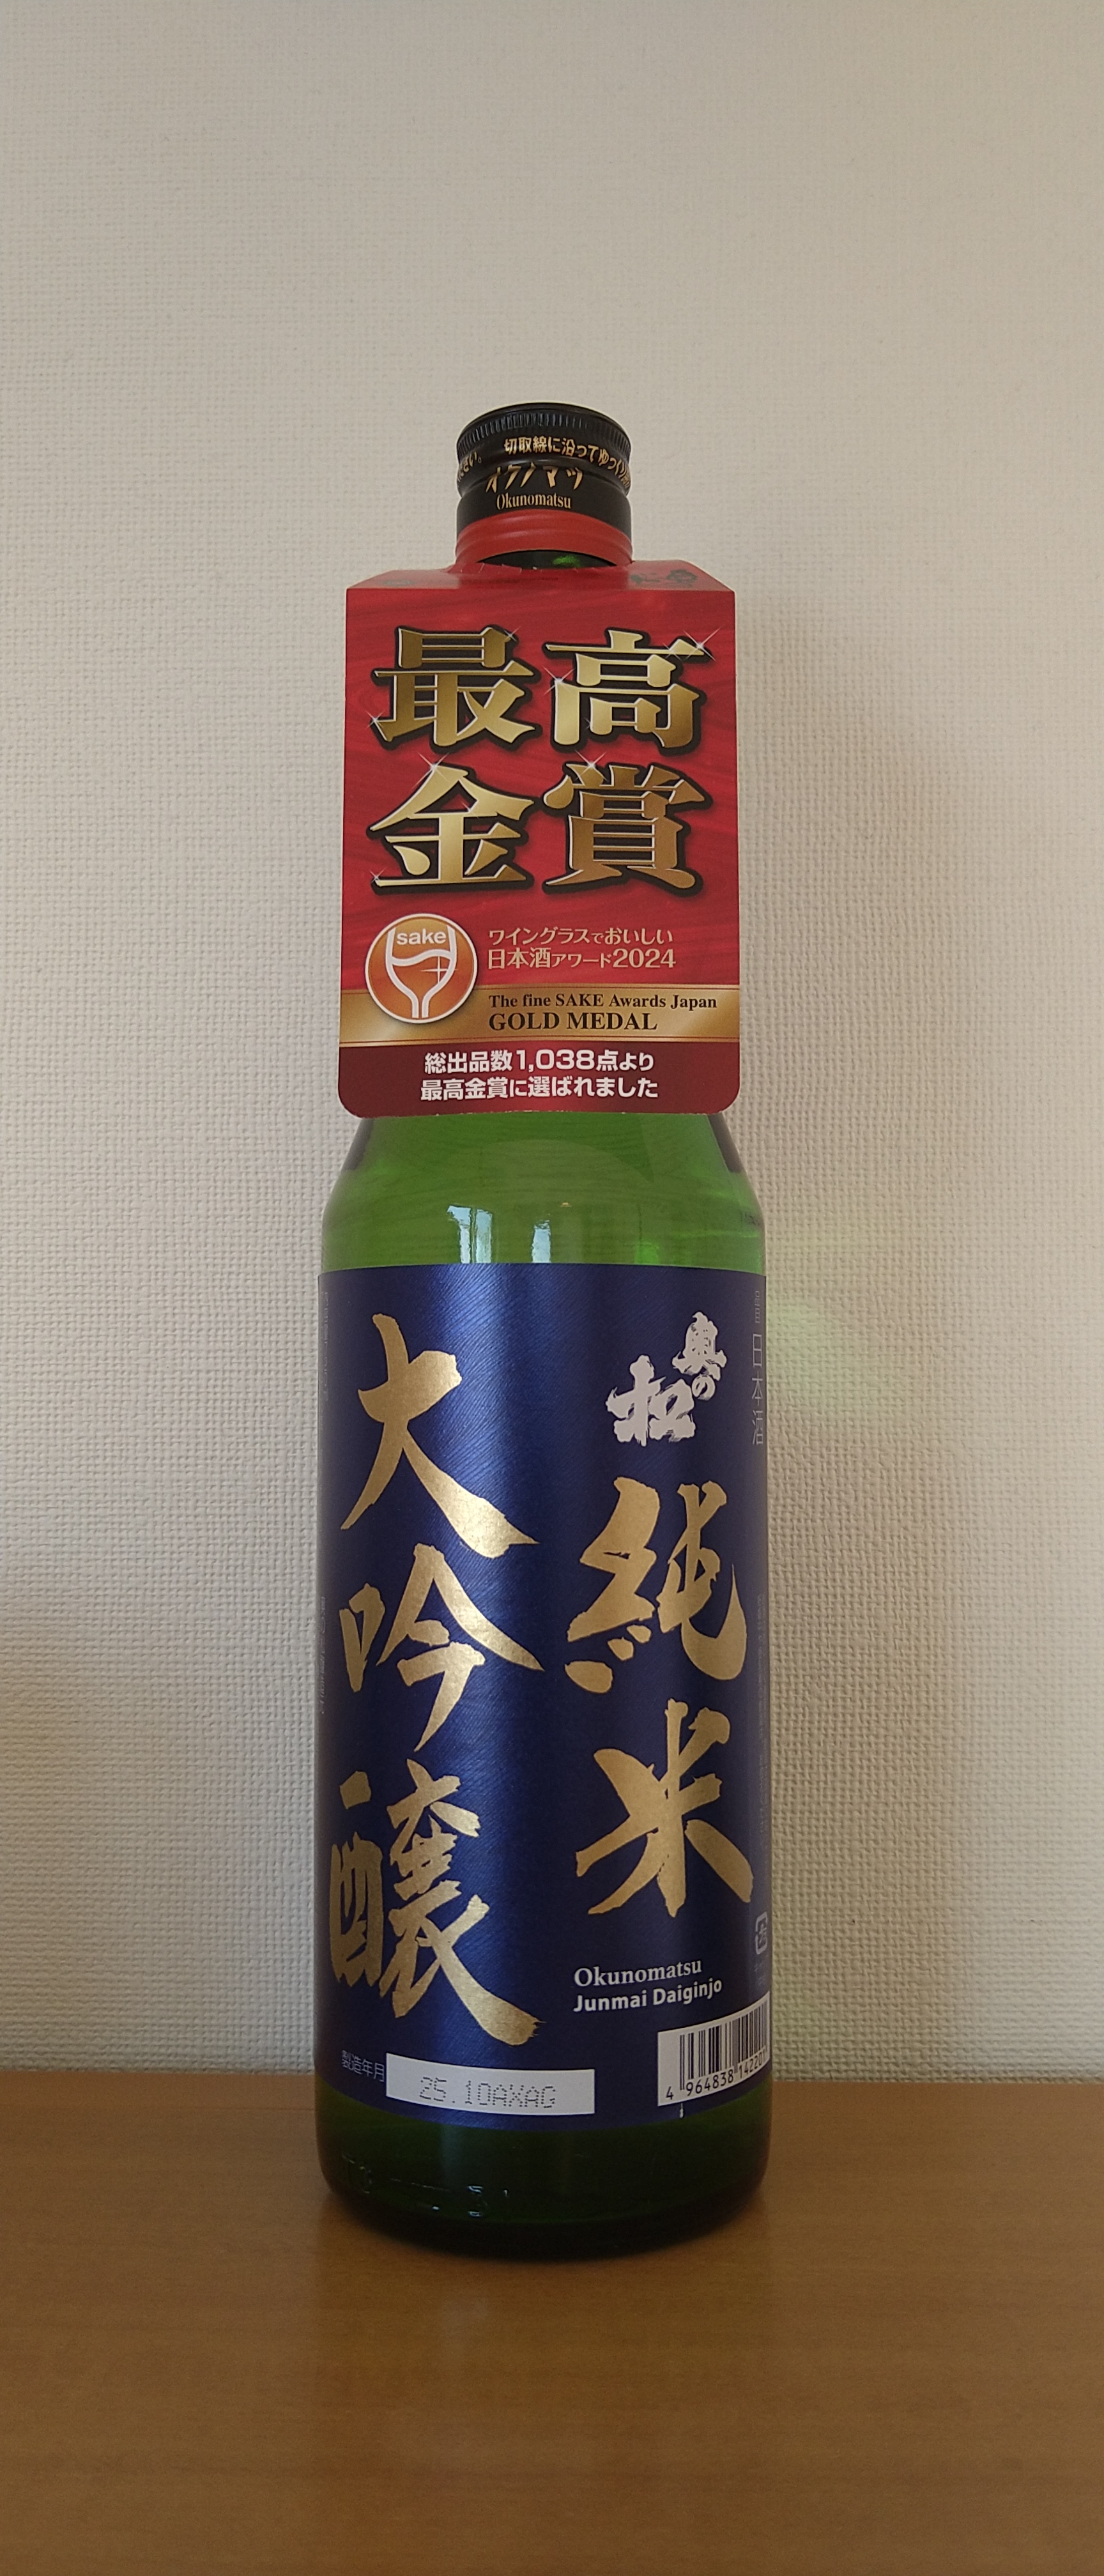 切取線に沿ってゆっくり
オクノマツ
Okunomatsu
最高
金賞
sake
ワイングラスでおいしい
日本酒アワード2024
The fine SAKE Awards Japan
GOLD MEDAL
総出品数1,038点より
最高金賞に選ばれました
日本酒
奥の松
純米
大吟醸
Okunomatsu
Junmai Daiginjo
製造年月
25.10AXAG
4 964838 14220